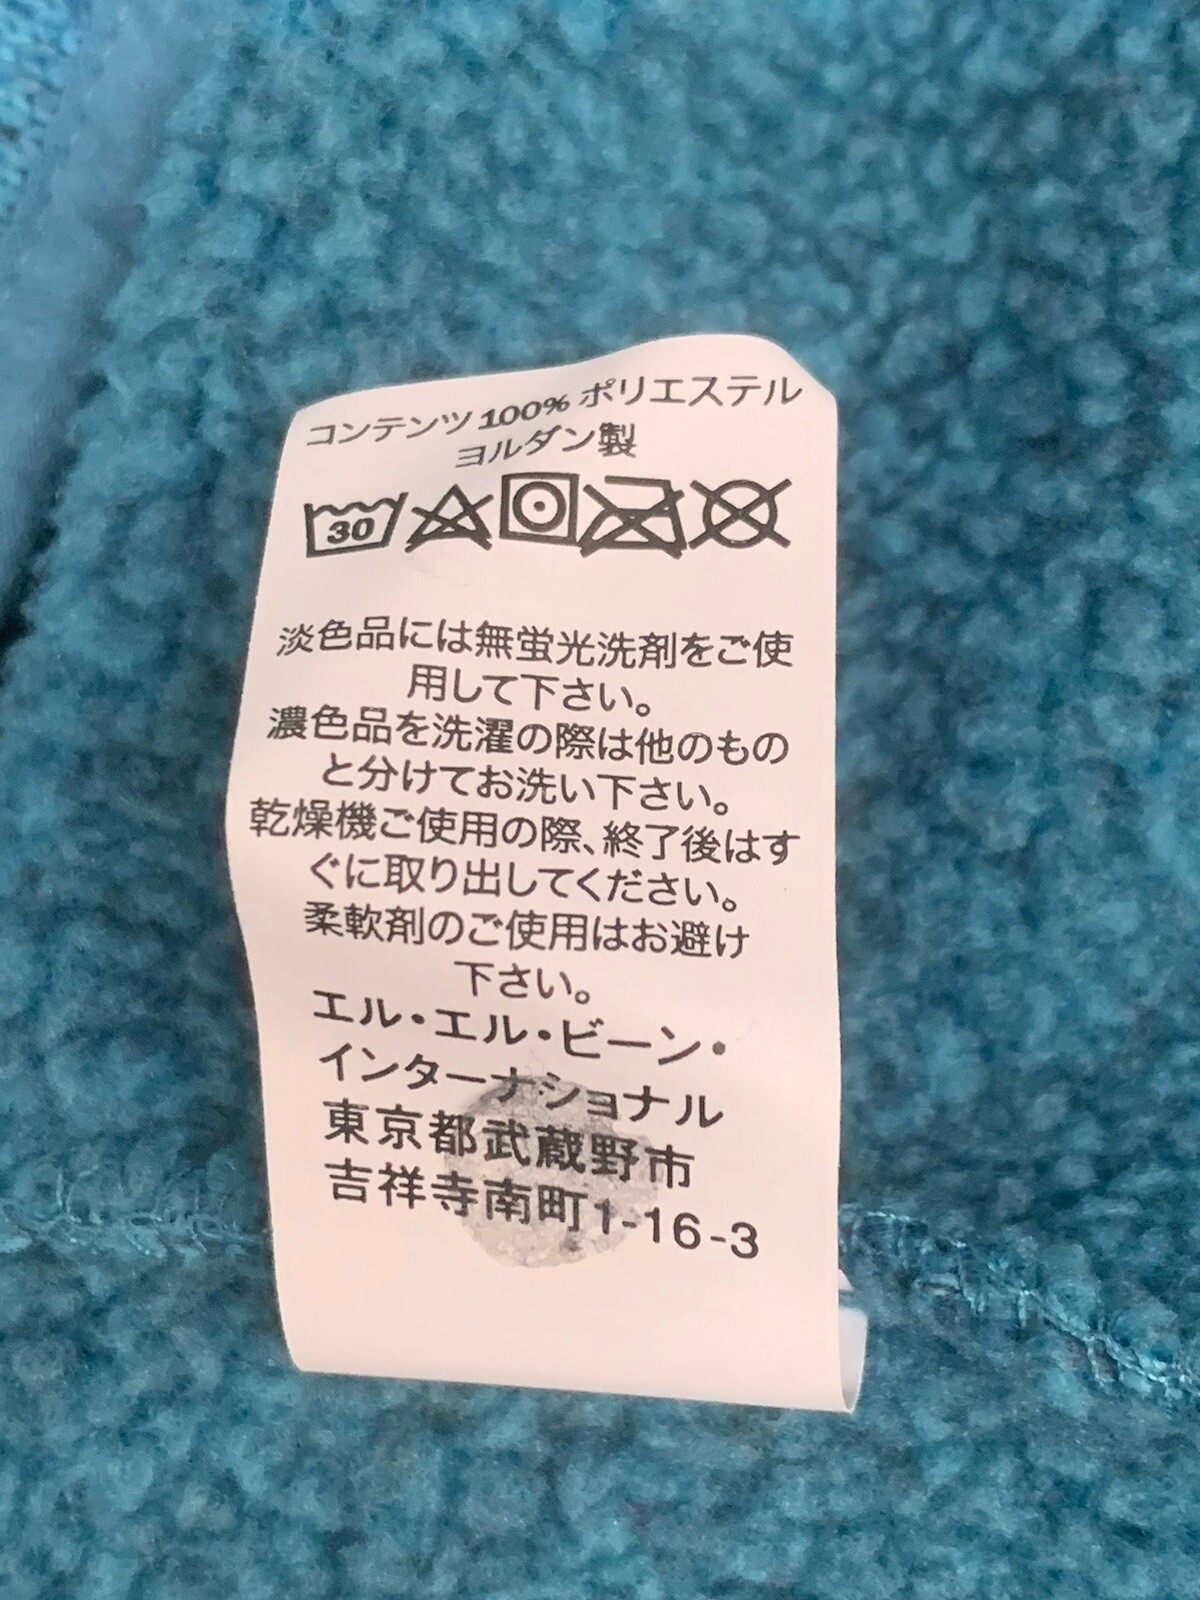 コンテンツ 100% ポリエステル
ヨルダン製
30
淡色品には無蛍光洗剤をご使
用して下さい。
濃色品を洗濯の際は他のもの
と分けてお洗い下さい。
乾燥機ご使用の際、終了後はす
ぐに取り出してください。
柔軟剤のご使用はお避け
下さい。
エル・エル・ビーン・
インターナショナル
東京都武蔵野市
吉祥寺南町1-16-3